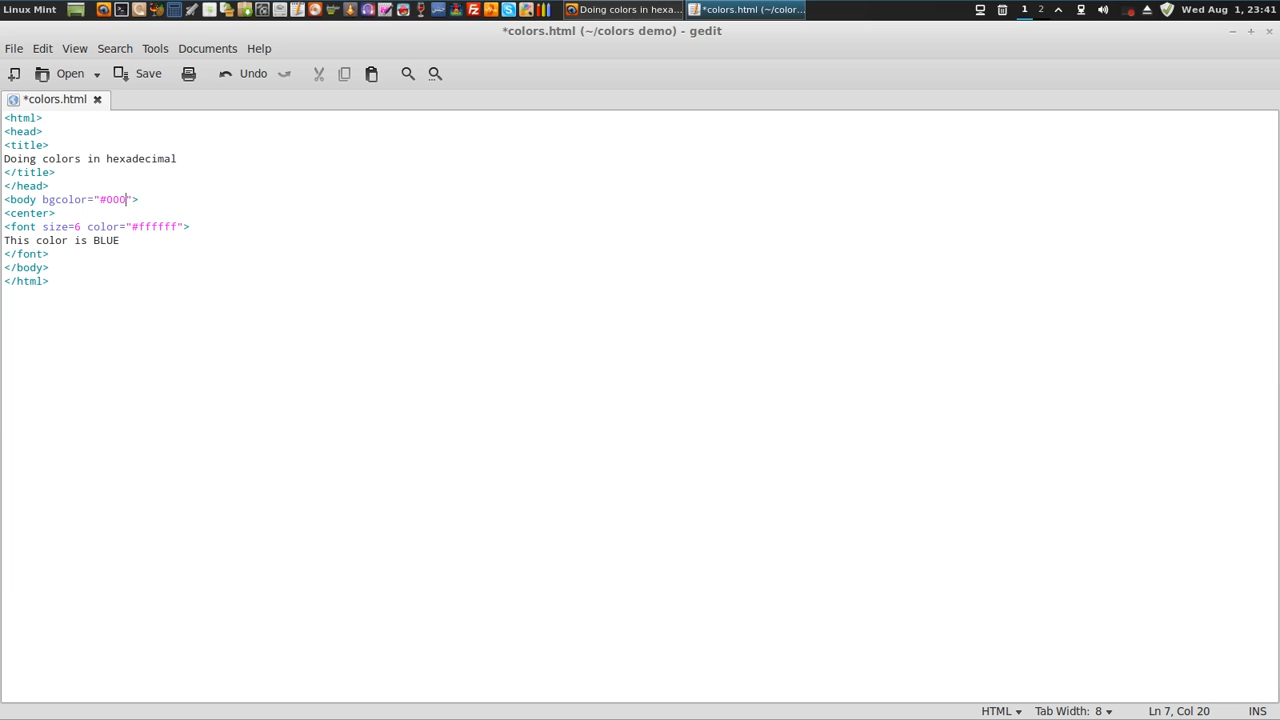 Linux Mint
Doing colors in hexa...
*colors.html (~/color...
1 2
Wed Aug 1, 23:41
*colors.html (~/colors demo) - gedit
File Edit View Search Tools Documents Help
Open Save Undo
*colors.html
<html>
<head>
<title>
Doing colors in hexadecimal
</title>
</head>
<body bgcolor="#000">
<center>
<font size=6 color="#ffffff">
This color is BLUE
</font>
</body>
</html>
HTML Tab Width: 8 Ln 7, Col 20 INS